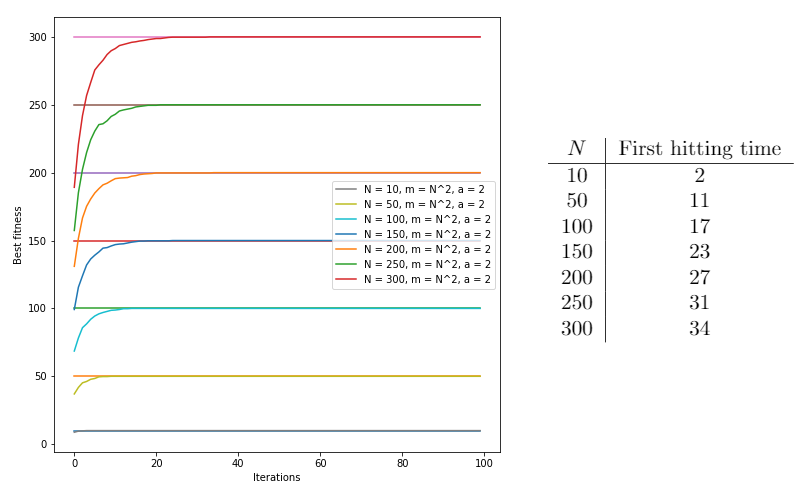 300
250
200
150
100
50
0
Best fitness
0
20
40
60
80
100
Iterations
N = 10, m = N^2, a = 2
N = 50, m = N^2, a = 2
N = 100, m = N^2, a = 2
N = 150, m = N^2, a = 2
N = 200, m = N^2, a = 2
N = 250, m = N^2, a = 2
N = 300, m = N^2, a = 2
N First hitting time
10 2
50 11
100 17
150 23
200 27
250 31
300 34